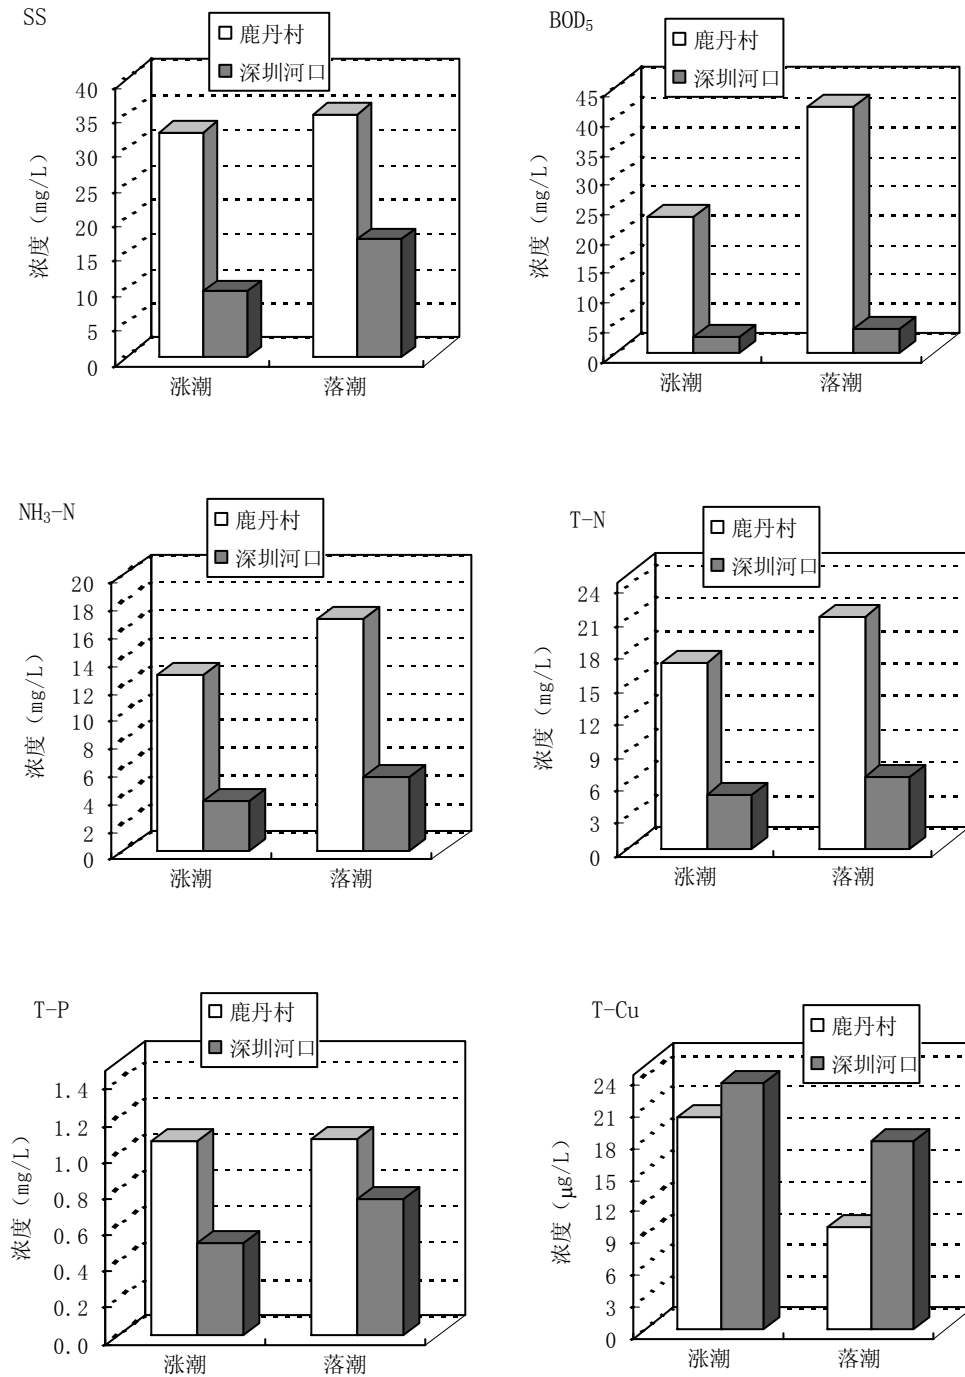 SS
鹿丹村
深圳河口
浓度 (mg/L)
40
35
30
25
20
15
10
5
0
涨潮
落潮
BOD₅
鹿丹村
深圳河口
浓度 (mg/L)
45
40
35
30
25
20
15
10
5
0
涨潮
落潮
NH₃-N
鹿丹村
深圳河口
浓度 (mg/L)
20
18
16
14
12
10
8
6
4
2
0
涨潮
落潮
T-N
鹿丹村
深圳河口
浓度 (mg/L)
24
21
18
15
12
9
6
3
0
涨潮
落潮
T-P
鹿丹村
深圳河口
浓度 (mg/L)
1.4
1.2
1.0
0.8
0.6
0.4
0.2
0.0
涨潮
落潮
T-Cu
鹿丹村
深圳河口
浓度 (μg/L)
24
21
18
15
12
9
6
3
0
涨潮
落潮